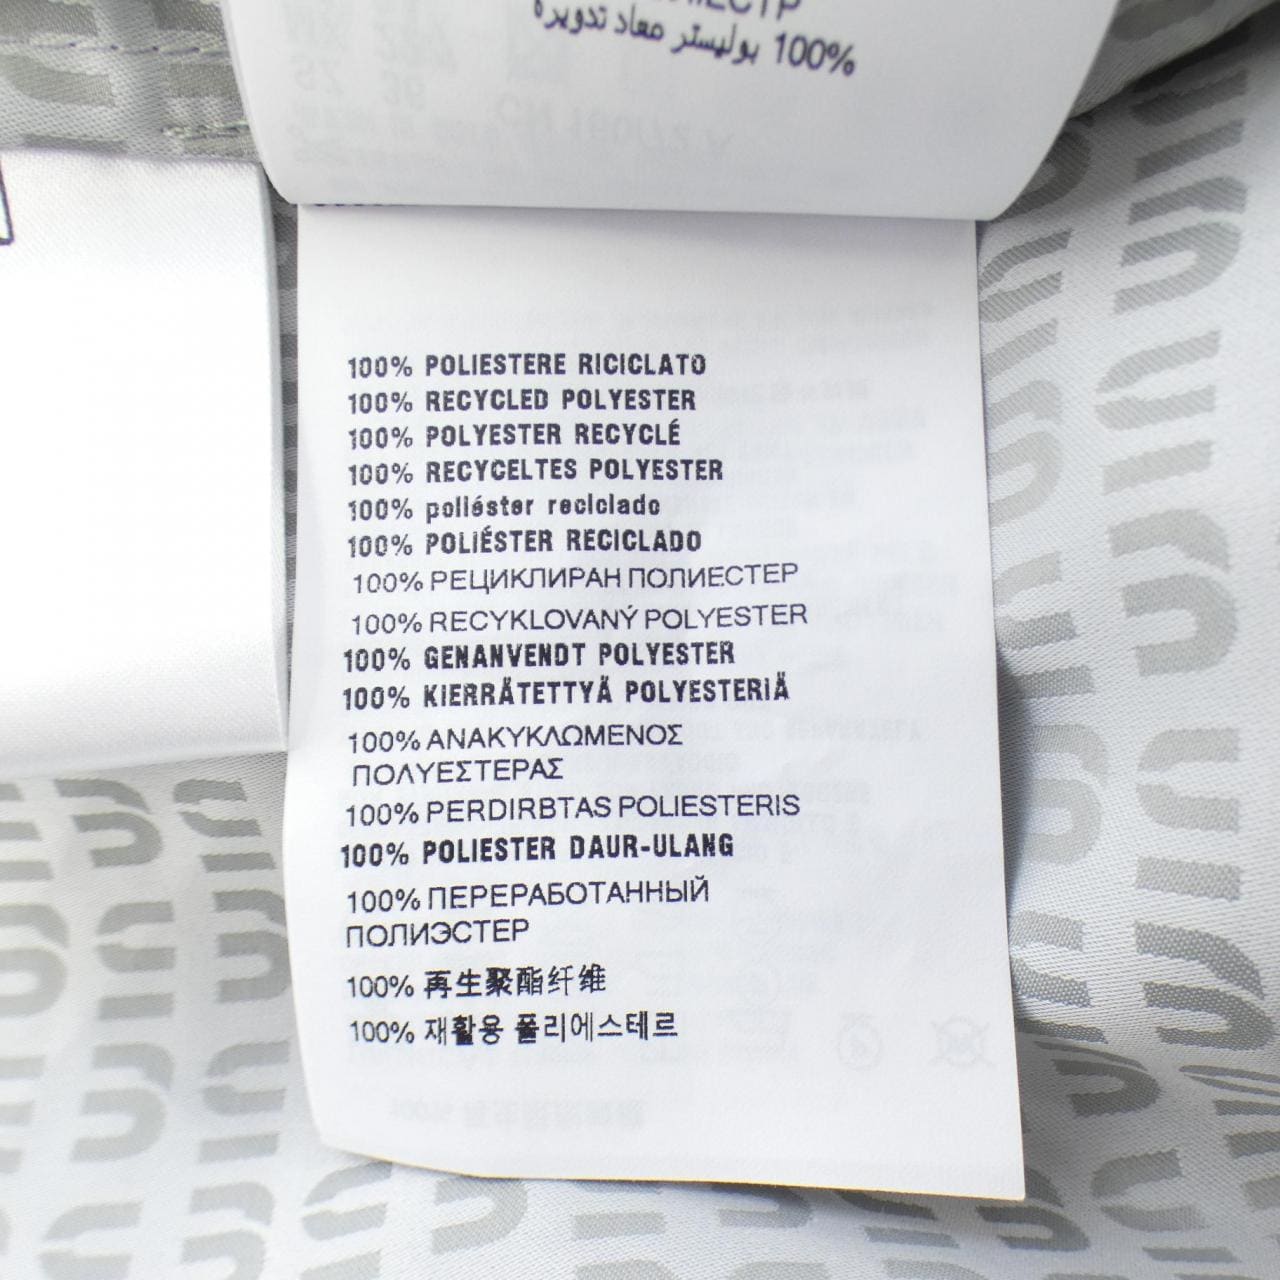 100% بوليستر معاد تدويره
100% POLIESTERE RICICLATO
100% RECYCLED POLYESTER
100% POLYESTER RECYCLÉ
100% RECYCELTES POLYESTER
100% poliéster reciclado
100% POLIÉSTER RECICLADO
100% РЕЦИКЛИРАН ПОЛИЕСТЕР
100% RECYKLOVANÝ POLYESTER
100% GENANVENDT POLYESTER
100% KIERRÄTETTYÄ POLYESTERIÄ
100% ΑΝΑΚΥΚΛΩΜΕΝΟΣ
ΠΟΛΥΕΣΤΕΡΑΣ
100% PERDIRBTAS POLIESTERIS
100% POLIESTER DAUR-ULANG
100% ПЕРЕРАБОТАННЫЙ
ПОЛИЭСТЕР
100% 再生聚酯纤维
100% 재활용 폴리에스테르